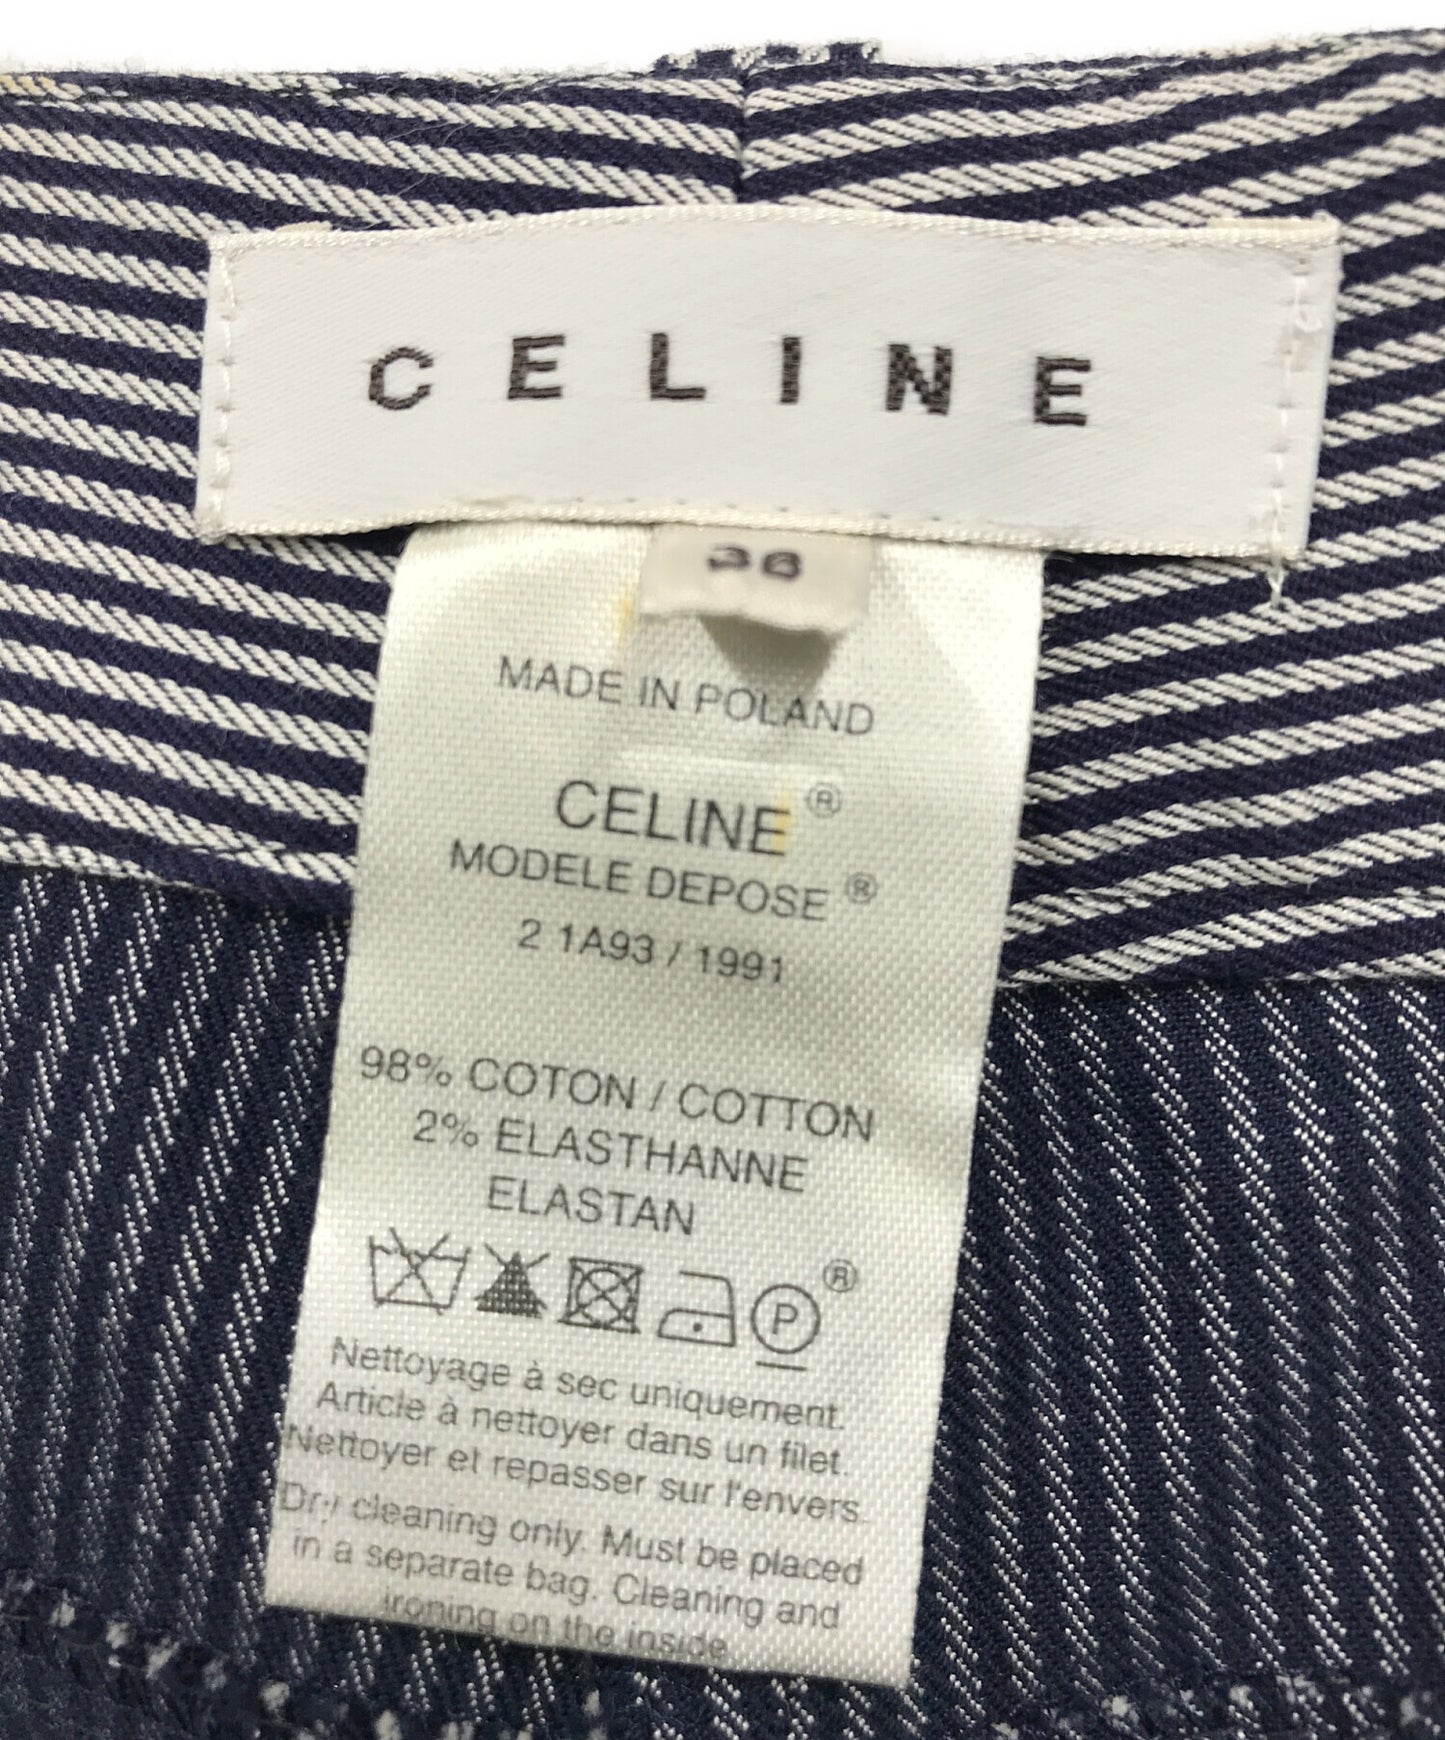 CELINE
36
MADE IN POLAND
CELINE ®
MODELE DEPOSE ®
2 1A93 / 1991
98% COTON / COTTON
2% ELASTHANNE
ELASTAN
P ®
Nettoyage à sec uniquement.
Article à nettoyer dans un filet.
Nettoyer et repasser sur l'envers.
Dry cleaning only. Must be placed
in a separate bag. Cleaning and
ironing on the inside